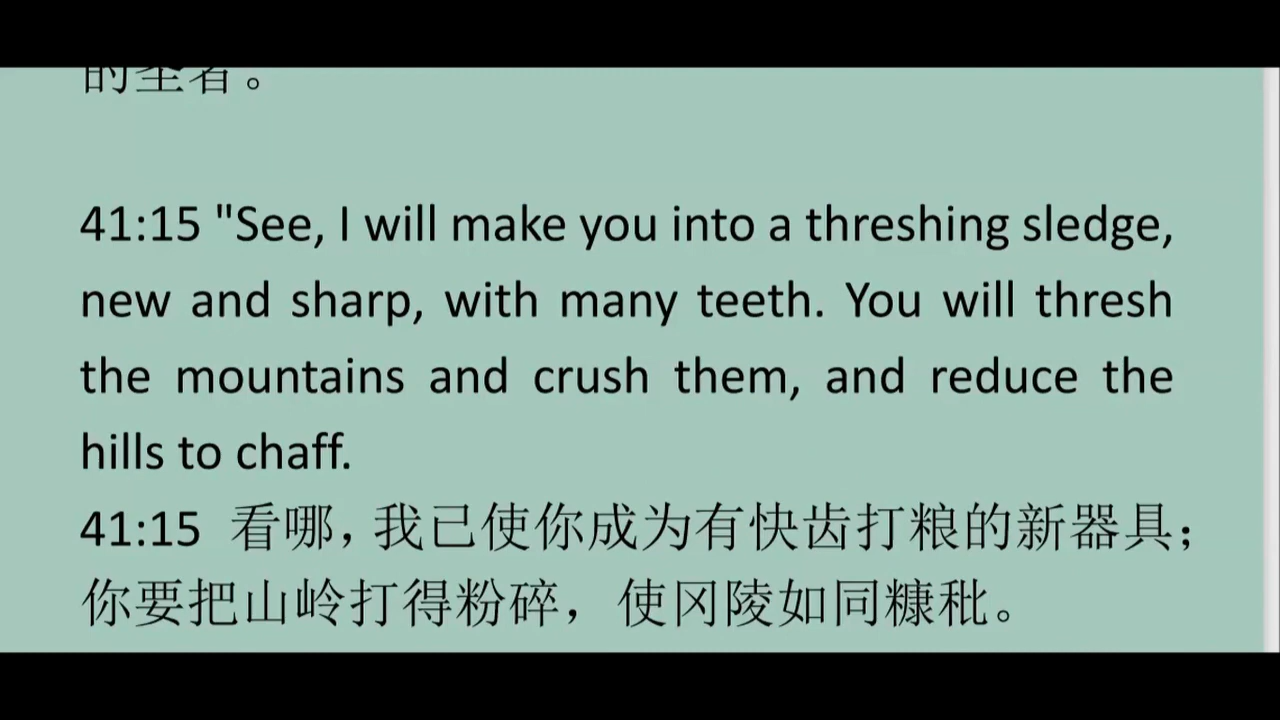 的圣者。
41:15 "See, I will make you into a threshing sledge,
new and sharp, with many teeth. You will thresh
the mountains and crush them, and reduce the
hills to chaff.
41:15 看哪，我已使你成为有快齿打粮的新器具；
你要把山岭打得粉碎，使冈陵如同糠秕。